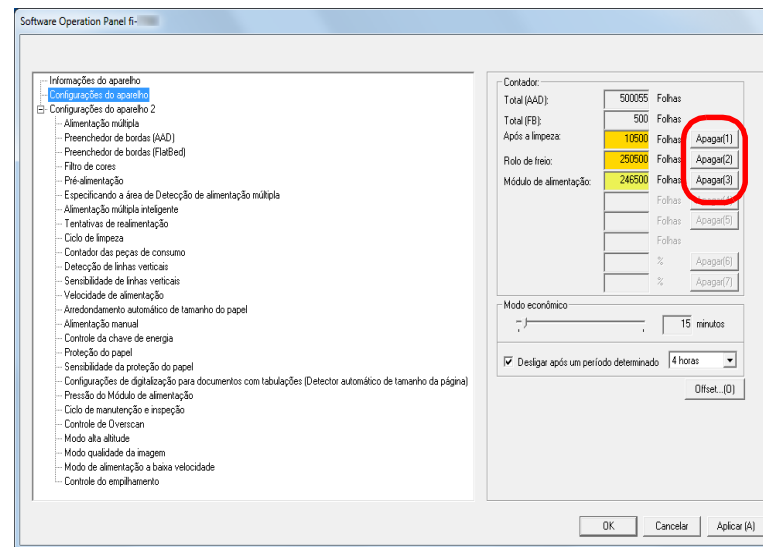 Software Operation Panel fi-
Informações do aparelho
Configurações do aparelho
Configurações do aparelho 2
Alimentação múltipla
Preenchedor de bordas (AAD)
Preenchedor de bordas (FlatBed)
Filtro de cores
Pré-alimentação
Especificando a área de Detecção de alimentação múltipla
Alimentação múltipla inteligente
Tentativas de realimentação
Ciclo de limpeza
Contador das peças de consumo
Detecção de linhas verticais
Sensibilidade de linhas verticais
Velocidade de alimentação
Arredondamento automático de tamanho do papel
Alimentação manual
Controle da chave de energia
Proteção do papel
Sensibilidade da proteção do papel
Configurações de digitalização para documentos com tabulações (Detector automático de tamanho da página)
Pressão do Módulo de alimentação
Ciclo de manutenção e inspeção
Controle de Overscan
Modo alta altitude
Modo qualidade da imagem
Modo de alimentação a baixa velocidade
Controle do empilhamento
Contador:
Total (AAD): 500055 Folhas
Total (FB): 500 Folhas
Após a limpeza: 10500 Folhas Apagar(1)
Rolo de freio: 250500 Folhas Apagar(2)
Módulo de alimentação: 246500 Folhas Apagar(3)
Folhas Apagar(4)
Folhas Apagar(5)
Folhas
% Apagar(6)
% Apagar(7)
Modo econômico
15 minutos
Desligar após um período determinado 4 horas
Offset...(O)
OK Cancelar Aplicar (A)